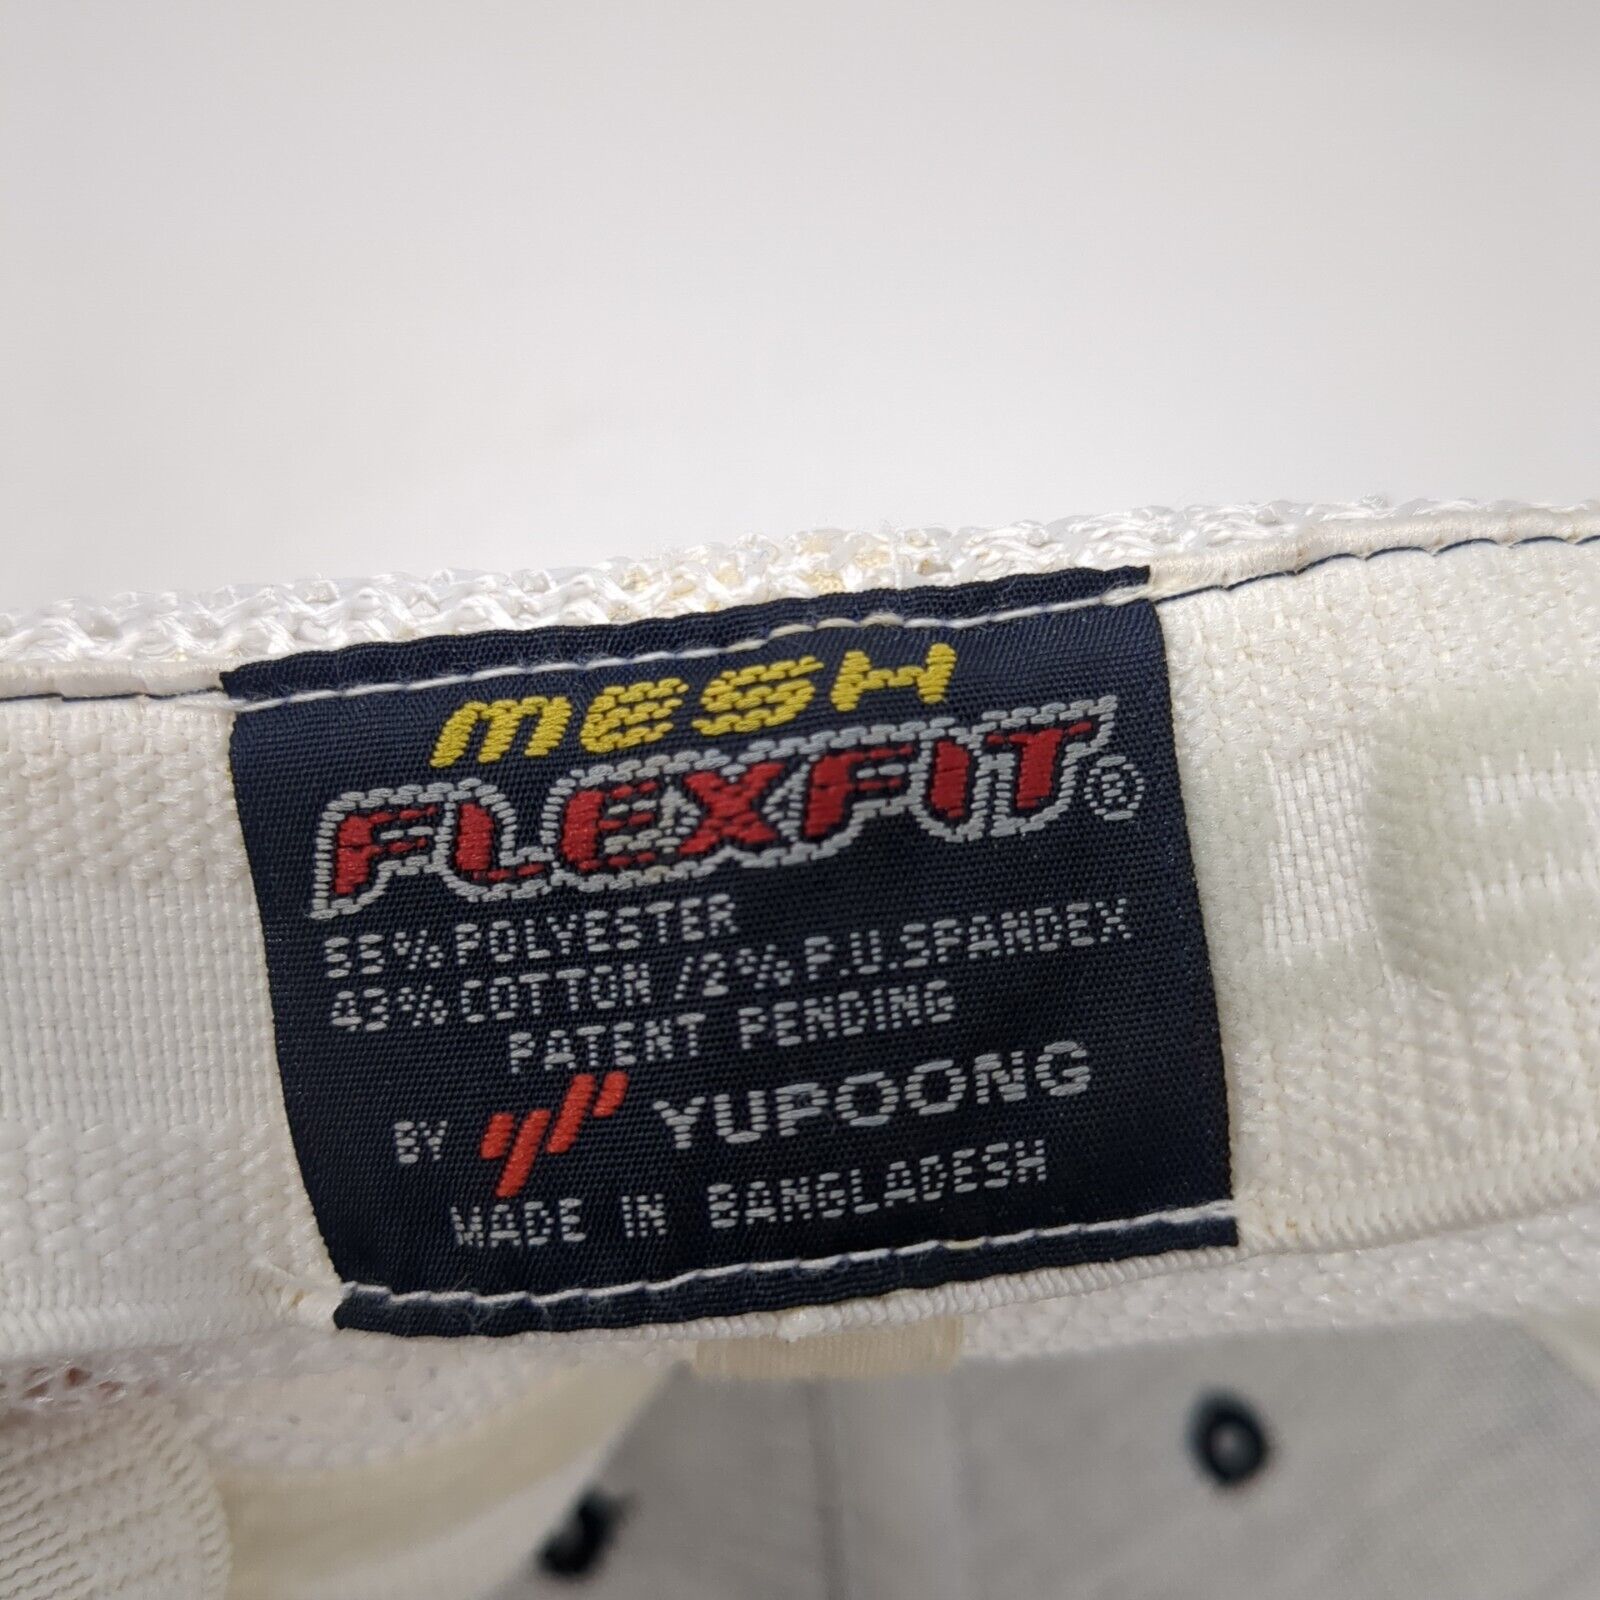 MESH
FLEXFIT®
55% POLYESTER
43% COTTON /2% P.U.SPANDEX
PATENT PENDING
BY YUPOONG
MADE IN BANGLADESH